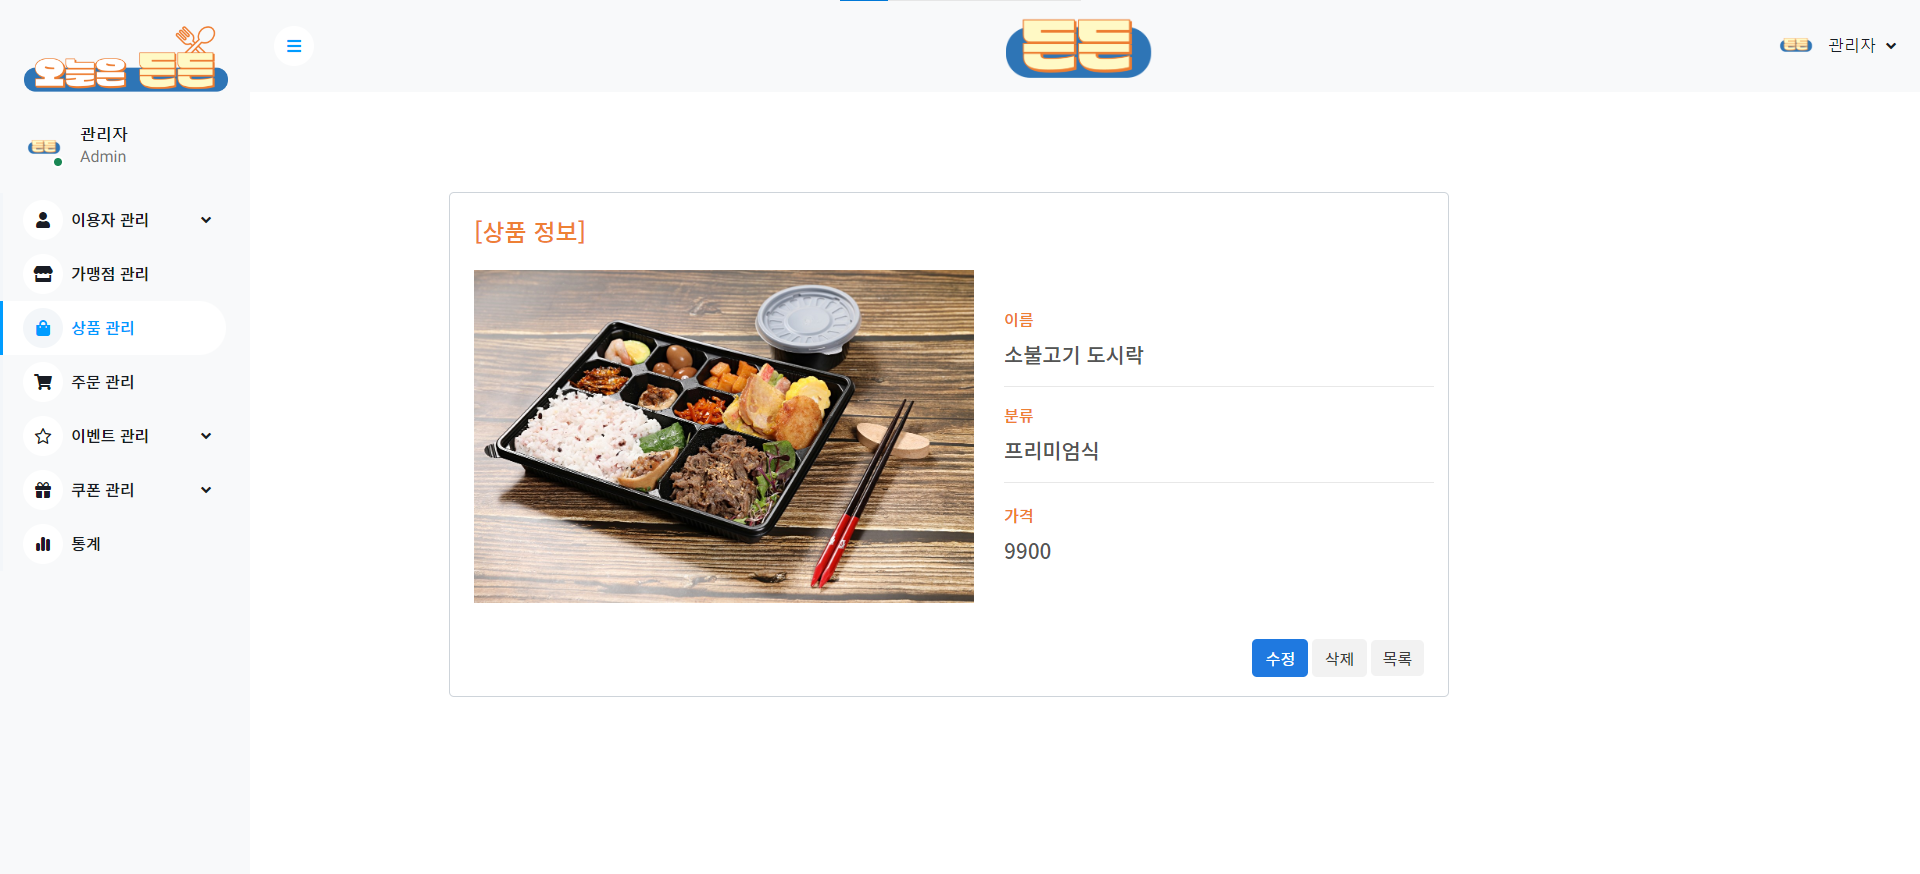 오늘은 든든
든든
관리자
관리자
Admin
이용자 관리
가맹점 관리
상품 관리
주문 관리
이벤트 관리
쿠폰 관리
통계
[상품 정보]
이름
소불고기 도시락
분류
프리미엄식
가격
9900
수정 삭제 목록